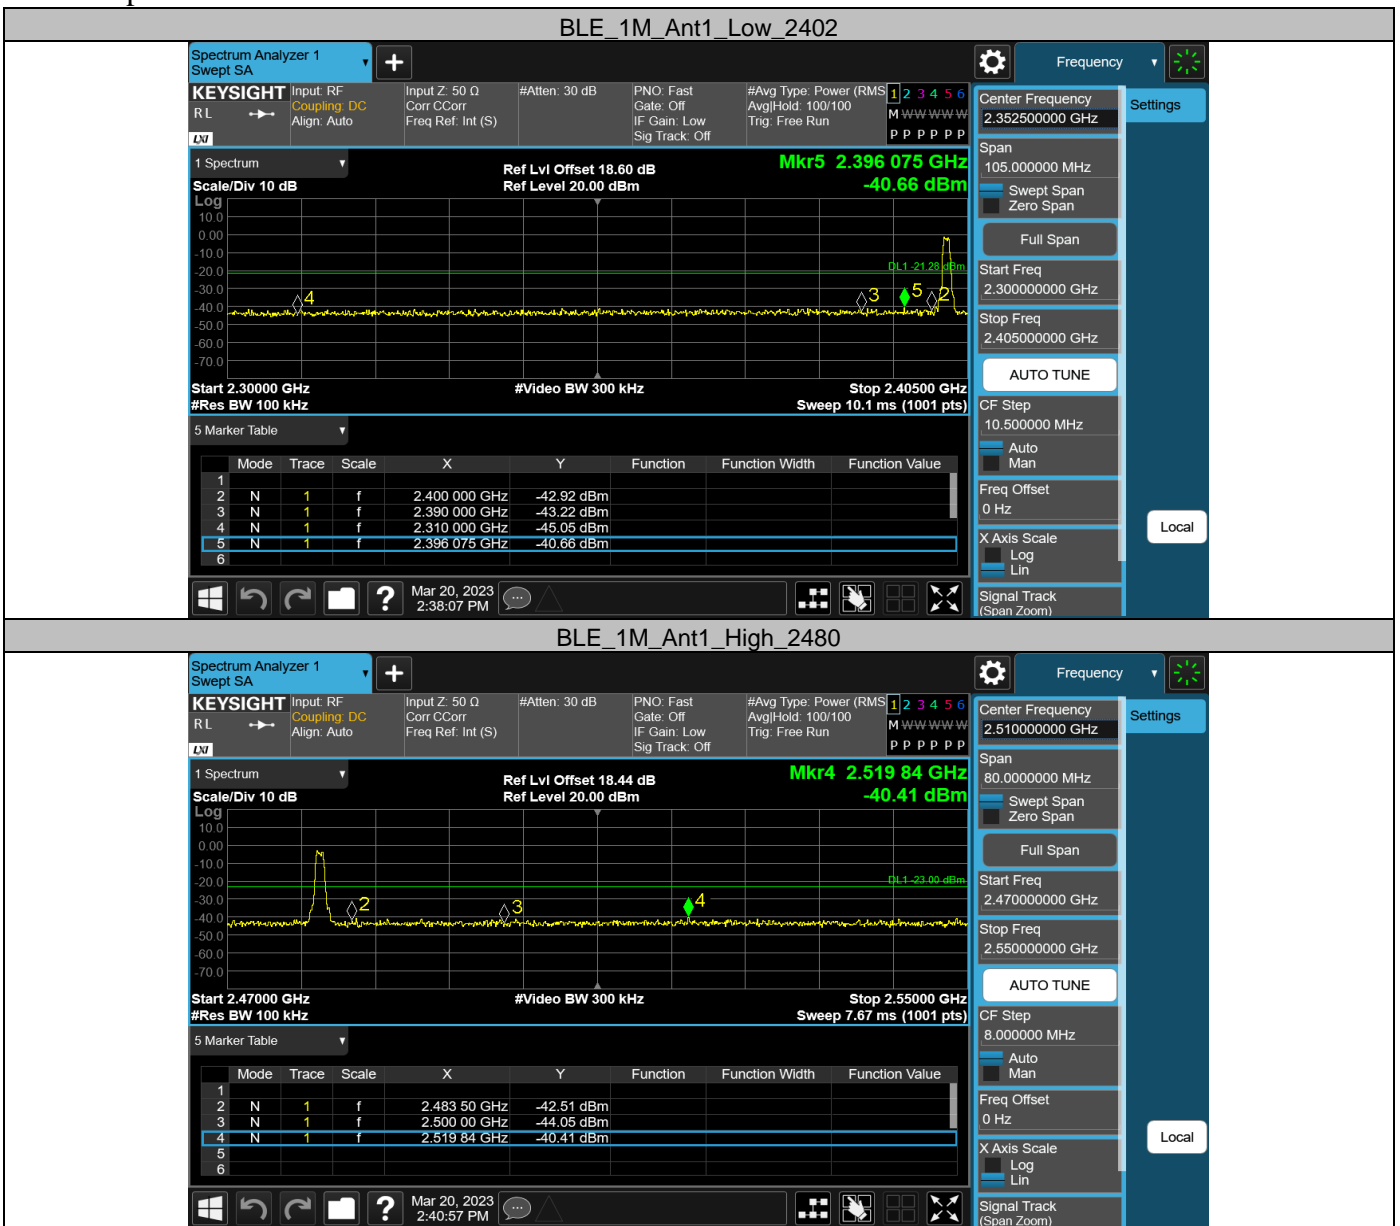 BLE_1M_Ant1_Low_2402
Spectrum Analyzer 1
Swept SA
Frequency
KEYSIGHT
R L
LXI
Input: RF
Coupling: DC
Align: Auto
Input Z: 50 Ω
Corr CCorr
Freq Ref: Int (S)
#Atten: 30 dB
PNO: Fast
Gate: Off
IF Gain: Low
Sig Track: Off
#Avg Type: Power (RMS
Avg|Hold: 100/100
Trig: Free Run
1 2 3 4 5 6
M W W W W W
P P P P P P
1 Spectrum
Scale/Div 10 dB
Ref Lvl Offset 18.60 dB
Ref Level 20.00 dBm
Mkr5 2.396 075 GHz
-40.66 dBm
Log
10.0
0.00
-10.0
-20.0
-30.0
-40.0
-50.0
-60.0
-70.0
DL1 -21.28 dBm
4
3
5
2
Start 2.30000 GHz
#Res BW 100 kHz
#Video BW 300 kHz
Stop 2.40500 GHz
Sweep 10.1 ms (1001 pts)
5 Marker Table
Mode Trace Scale X Y Function Function Width Function Value
1
2 N 1 f 2.400 000 GHz -42.92 dBm
3 N 1 f 2.390 000 GHz -43.22 dBm
4 N 1 f 2.310 000 GHz -45.05 dBm
5 N 1 f 2.396 075 GHz -40.66 dBm
6
Mar 20, 2023
2:38:07 PM
Center Frequency
2.352500000 GHz
Settings
Span
105.000000 MHz
Swept Span
Zero Span
Full Span
Start Freq
2.300000000 GHz
Stop Freq
2.405000000 GHz
AUTO TUNE
CF Step
10.500000 MHz
Auto
Man
Freq Offset
0 Hz
Local
X Axis Scale
Log
Lin
Signal Track
(Span Zoom)
BLE_1M_Ant1_High_2480
Spectrum Analyzer 1
Swept SA
Frequency
KEYSIGHT
R L
LXI
Input: RF
Coupling: DC
Align: Auto
Input Z: 50 Ω
Corr CCorr
Freq Ref: Int (S)
#Atten: 30 dB
PNO: Fast
Gate: Off
IF Gain: Low
Sig Track: Off
#Avg Type: Power (RMS
Avg|Hold: 100/100
Trig: Free Run
1 2 3 4 5 6
M W W W W W
P P P P P P
1 Spectrum
Scale/Div 10 dB
Ref Lvl Offset 18.44 dB
Ref Level 20.00 dBm
Mkr4 2.519 84 GHz
-40.41 dBm
Log
10.0
0.00
-10.0
-20.0
-30.0
-40.0
-50.0
-60.0
-70.0
DL1 -23.00 dBm
2
3
4
Start 2.47000 GHz
#Res BW 100 kHz
#Video BW 300 kHz
Stop 2.55000 GHz
Sweep 7.67 ms (1001 pts)
5 Marker Table
Mode Trace Scale X Y Function Function Width Function Value
1
2 N 1 f 2.483 50 GHz -42.51 dBm
3 N 1 f 2.500 00 GHz -44.05 dBm
4 N 1 f 2.519 84 GHz -40.41 dBm
5
6
Mar 20, 2023
2:40:57 PM
Center Frequency
2.510000000 GHz
Settings
Span
80.0000000 MHz
Swept Span
Zero Span
Full Span
Start Freq
2.470000000 GHz
Stop Freq
2.550000000 GHz
AUTO TUNE
CF Step
8.000000 MHz
Auto
Man
Freq Offset
0 Hz
Local
X Axis Scale
Log
Lin
Signal Track
(Span Zoom)